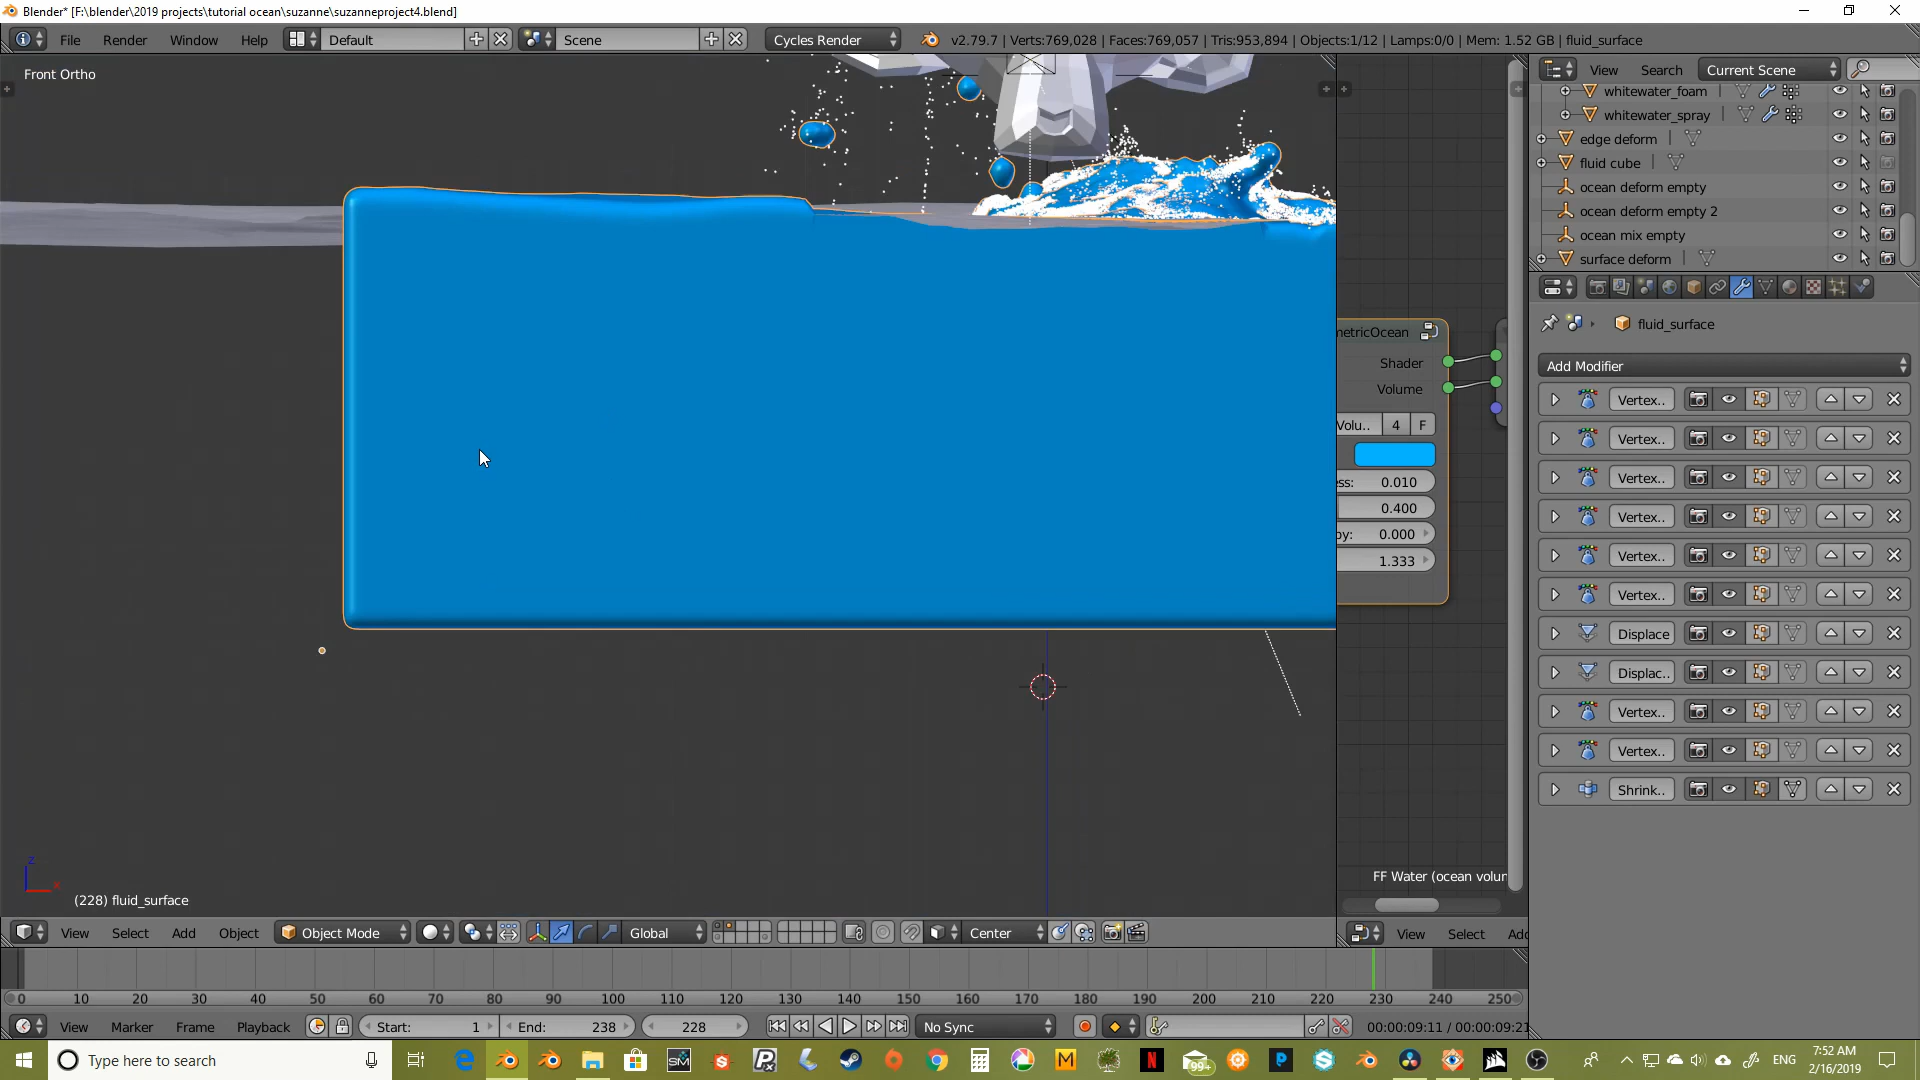 Blender* [F:\blender\2019 projects\tutorial ocean\suzanne\suzanneproject4.blend]
File Render Window Help Default Scene Cycles Render v2.79.7 | Verts:769,028 | Faces:769,057 | Tris:953,894 | Objects:1/12 | Lamps:0/0 | Mem: 1.52 GB | fluid_surface
Front Ortho
View Search Current Scene
whitewater_foam
whitewater_spray
edge deform
fluid cube
ocean deform empty
ocean deform empty 2
ocean mix empty
surface deform
fluid_surface
Add Modifier
Vertex..
Vertex..
Vertex..
Vertex..
Vertex..
Vertex..
Displace
Displac..
Vertex..
Vertex..
Shrink..
metricOcean
Shader
Volume
Volu.. 4 F
ess: 0.010
0.400
py: 0.000
1.333
FF Water (ocean volur
z
x
(228) fluid_surface
View Select Add Object Object Mode Global Center
View Select Add
0 10 20 30 40 50 60 70 80 90 100 110 120 130 140 150 160 170 180 190 200 210 220 230 240 250
View Marker Frame Playback Start: 1 End: 238 228 No Sync 00:00:09:11 / 00:00:09:21
Type here to search
99+
ENG
7:52 AM
2/16/2019